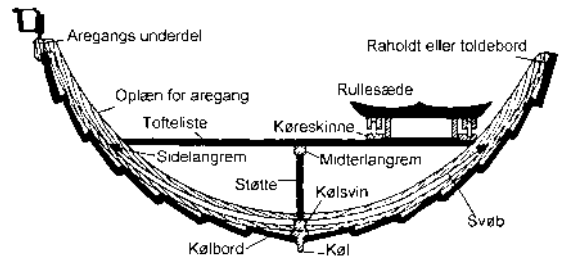 Aregangs underdel
Raholdt eller toldebord
Rullesæde
Oplæn for aregang
Tofteliste
Køreskinne
Sidelangrem
Midterlangrem
Støtte
Kølsvin
Svøb
Kølbord
Køl